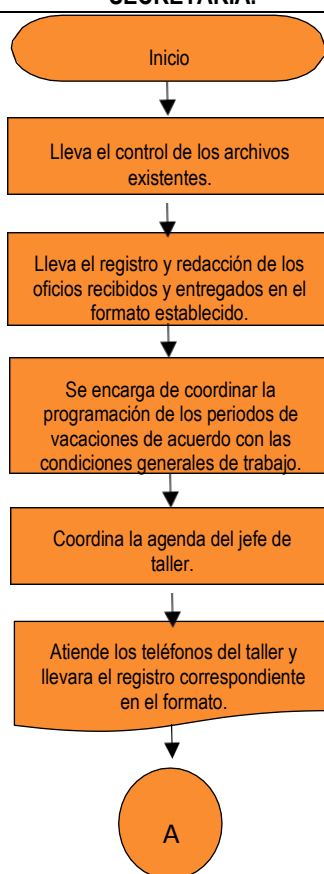 SECRETARIA.
Inicio
Lleva el control de los archivos
existentes.
Lleva el registro y redacción de los
oficios recibidos y entregados en el
formato establecido.
Se encarga de coordinar la
programación de los periodos de
vacaciones de acuerdo con las
condiciones generales de trabajo.
Coordina la agenda del jefe de
taller.
Atiende los teléfonos del taller y
llevara el registro correspondiente
en el formato.
A